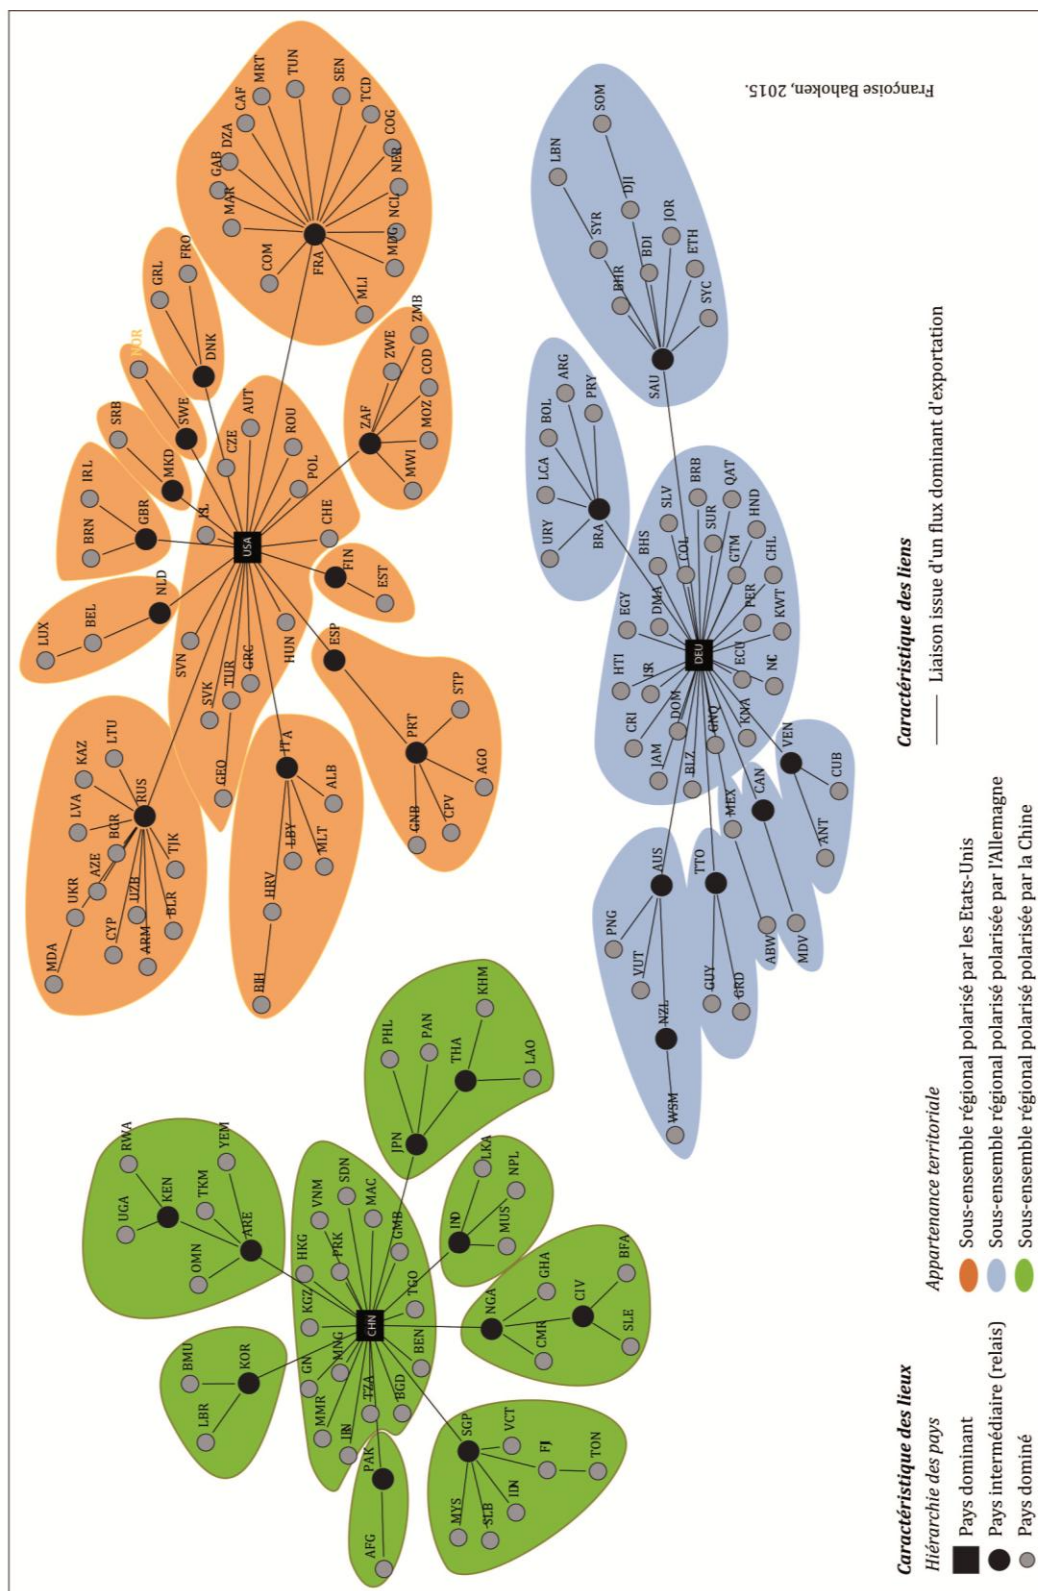 MDA
UKR
AZE
LVA
KAZ
LTU
BGR
RUS
CYP
UZB
ARM
BLR
TJK
LUX
BEL
NLD
BRN
IRL
GBR
SRB
MKD
NOR
SWE
GRL
FRO
DNK
COM
MAR
GAB
DZA
CAF
MRT
TUN
SEN
TCD
COG
NER
NCL
MDG
MLI
FRA
ZAF
ZWE
ZMB
COD
MOZ
MWI
CZE
AUT
ROU
POL
CHE
ISL
USA
SVN
SVK
TUR
GRC
HUN
GEO
FIN
EST
ESP
PRT
STP
AGO
CPV
GNB
ITA
ALB
MLT
LBY
HRV
BIH
UGA
RWA
KEN
TKM
YEM
OMN
ARE
BMU
LBR
KOR
HKG
VNM
SDN
MAC
GMB
PRK
KGZ
GN
MNG
MMR
TZA
BGD
BEN
TGO
CHN
PAK
AFG
JPN
PHL
PAN
THA
KHM
LAO
IND
LKA
NPL
MUS
NGA
GHA
CMR
CIV
BFA
SLE
SGP
MYS
SLB
IDN
FJI
VCT
TON
LBN
SOM
SYR
DJI
BHR
BDI
JOR
ETH
SYC
SAU
URY
LCA
BOL
ARG
PRY
BRA
EGY
BHS
SLV
BRB
DMA
COL
SUR
QAT
HTI
ISR
GTM
HND
CRI
DOM
DEU
PER
CHL
JAM
ECU
KWT
BLZ
GNQ
KNA
PNG
VUT
AUS
NZL
WSM
TTO
GUY
GRD
MEX
ABW
CAN
MDV
VEN
ANT
CUB
Françoise Bahoken, 2015.
Caractéristique des lieux
Hiérarchie des pays
Pays dominant
Pays intermédiaire (relais)
Pays dominé
Appartenance territoriale
Sous-ensemble régional polarisé par les Etats-Unis
Sous-ensemble régional polarisée par l'Allemagne
Sous-ensemble régional polarisée par la Chine
Caractéristique des liens
Liaison issue d'un flux dominant d'exportation